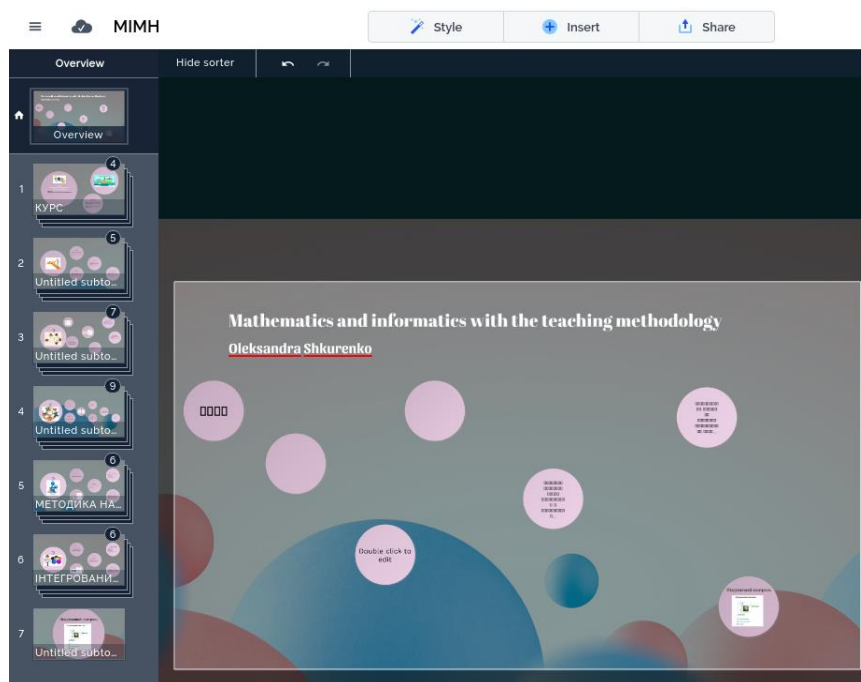 МІМН
Style
Insert
Share
Overview
Hide sorter
Overview
4
1
КУРС
5
2
Untitled subto...
7
3
Untitled subto...
9
4
Untitled subto...
6
5
МЕТОДИКА НА...
6
6
ІНТЕГРОВАНИ...
7
Untitled subto...
Mathematics and informatics with the teaching methodology
Oleksandra Shkurenko
Double click to
edit